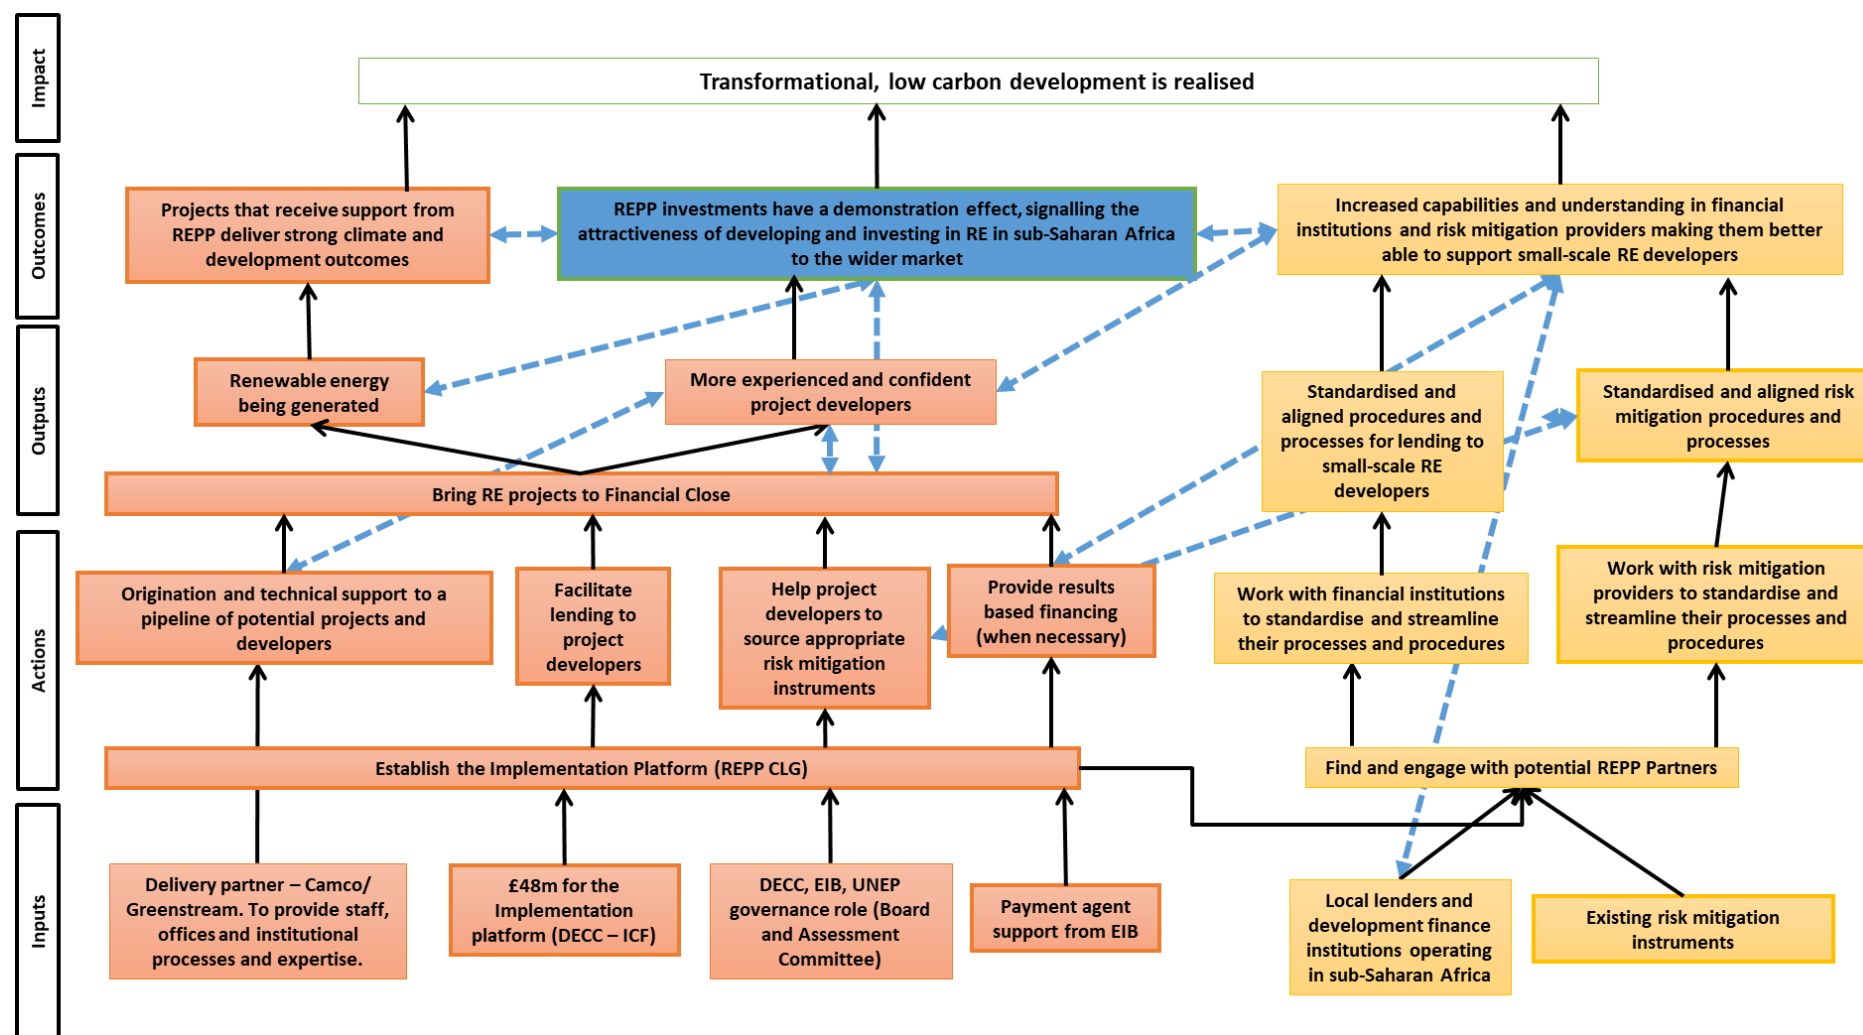 Impact
Transformational, low carbon development is realised
Outcomes
Projects that receive support from
REPP deliver strong climate and
development outcomes
REPP investments have a demonstration effect, signalling the
attractiveness of developing and investing in RE in sub-Saharan Africa
to the wider market
Increased capabilities and understanding in financial
institutions and risk mitigation providers making them better
able to support small-scale RE developers
Outputs
Renewable energy
being generated
More experienced and confident
project developers
Standardised and
aligned procedures and
processes for lending to
small-scale RE
developers
Standardised and aligned risk
mitigation procedures and
processes
Bring RE projects to Financial Close
Actions
Origination and technical support to a
pipeline of potential projects and
developers
Facilitate
lending to
project
developers
Help project
developers to
source appropriate
risk mitigation
instruments
Provide results
based financing
(when necessary)
Work with financial institutions
to standardise and streamline
their processes and procedures
Work with risk mitigation
providers to standardise and
streamline their processes and
procedures
Establish the Implementation Platform (REPP CLG)
Find and engage with potential REPP Partners
Inputs
Delivery partner – Camco/
Greenstream. To provide staff,
offices and institutional
processes and expertise.
£48m for the
Implementation
platform (DECC – ICF)
DECC, EIB, UNEP
governance role (Board
and Assessment
Committee)
Payment agent
support from EIB
Local lenders and
development finance
institutions operating
in sub-Saharan Africa
Existing risk mitigation
instruments